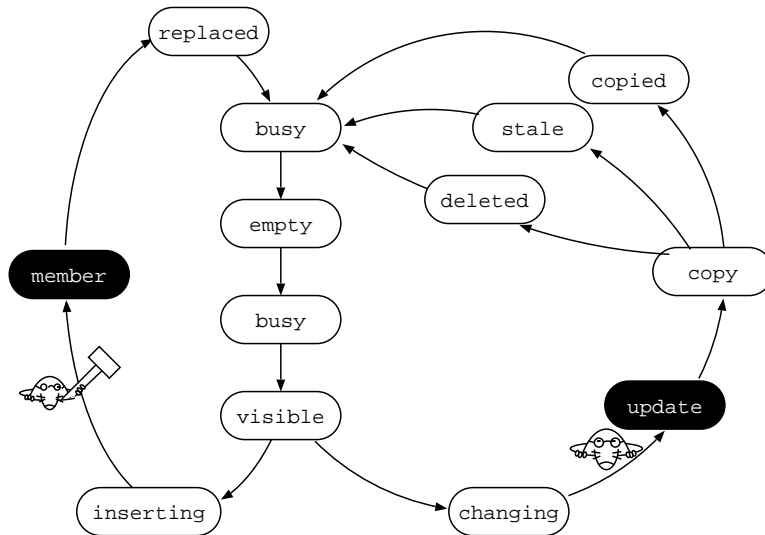 replaced
copied
busy
stale
deleted
empty
member
copy
busy
update
visible
inserting
changing